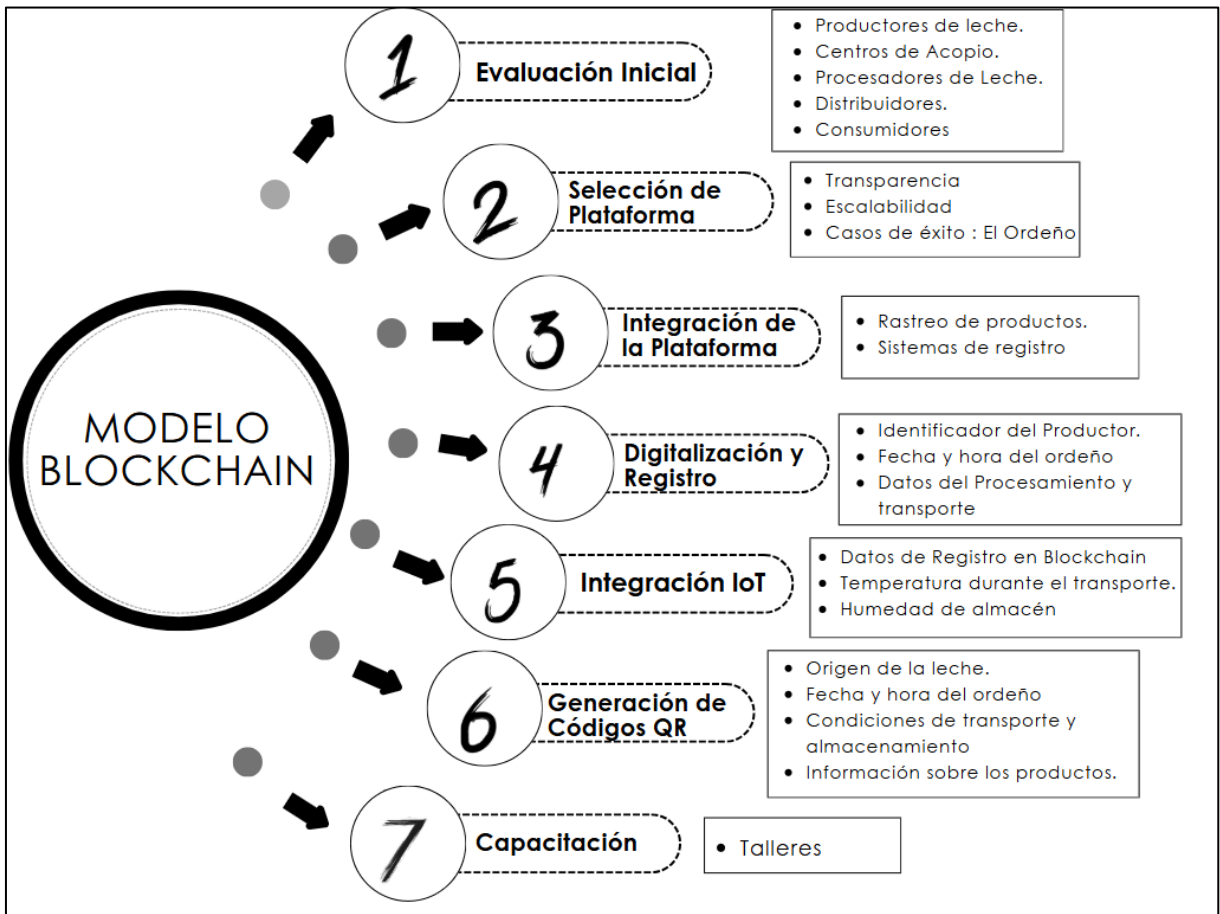 MODELO
BLOCKCHAIN
1
Evaluación Inicial
• Productores de leche.
• Centros de Acopio.
• Procesadores de Leche.
• Distribuidores.
• Consumidores
2
Selección de
Plataforma
• Transparencia
• Escalabilidad
• Casos de éxito : El Ordeño
3
Integración de
la Plataforma
• Rastreo de productos.
• Sistemas de registro
4
Digitalización y
Registro
• Identificador del Productor.
• Fecha y hora del ordeño
• Datos del Procesamiento y
transporte
5
Integración IoT
• Datos de Registro en Blockchain
• Temperatura durante el transporte.
• Humedad de almacén
6
Generación de
Códigos QR
• Origen de la leche.
• Fecha y hora del ordeño
• Condiciones de transporte y
almacenamiento
• Información sobre los productos.
7
Capacitación
• Talleres